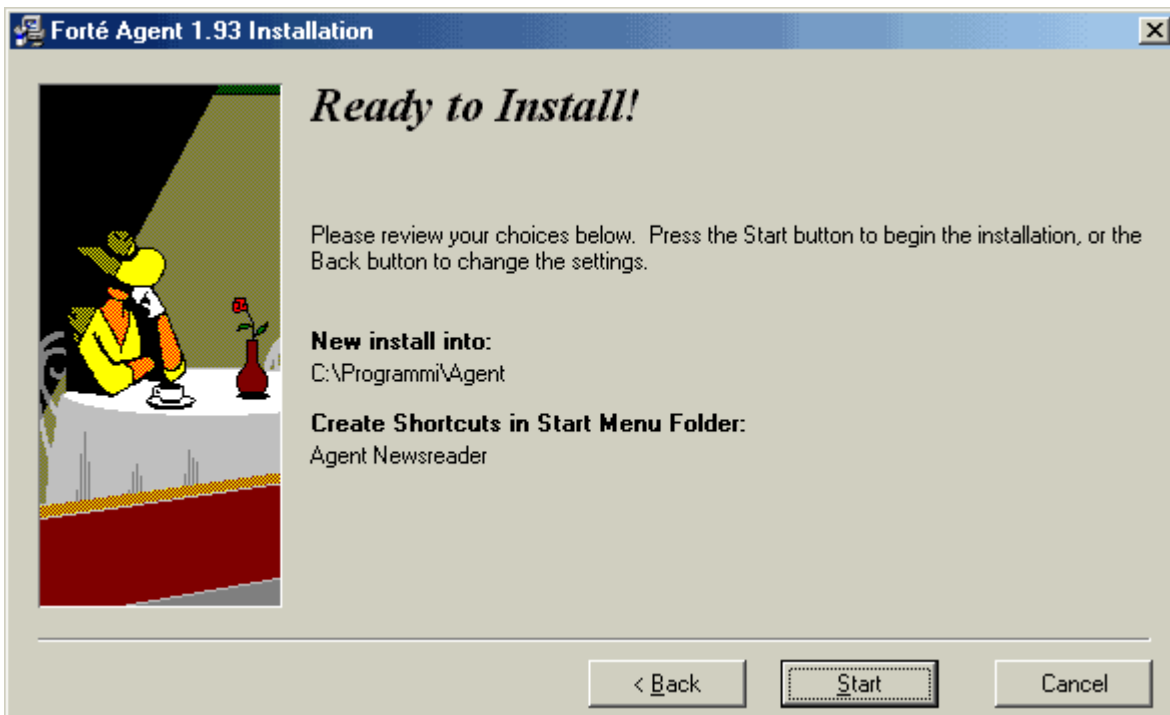 Forté Agent 1.93 Installation
Ready to Install!
Please review your choices below.  Press the Start button to begin the installation, or the
Back button to change the settings.
New install into:
C:\Programmi\Agent
Create Shortcuts in Start Menu Folder:
Agent Newsreader
< Back
Start
Cancel